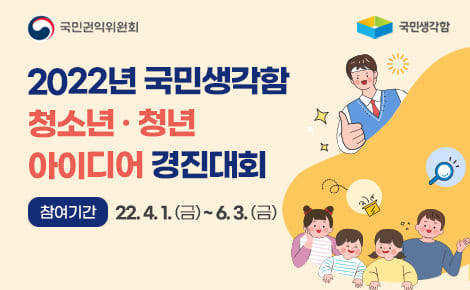 국민권익위원회
국민생각함
2022년 국민생각함
청소년 · 청년
아이디어 경진대회
참여기간 22. 4. 1. (금) ~ 6. 3. (금)